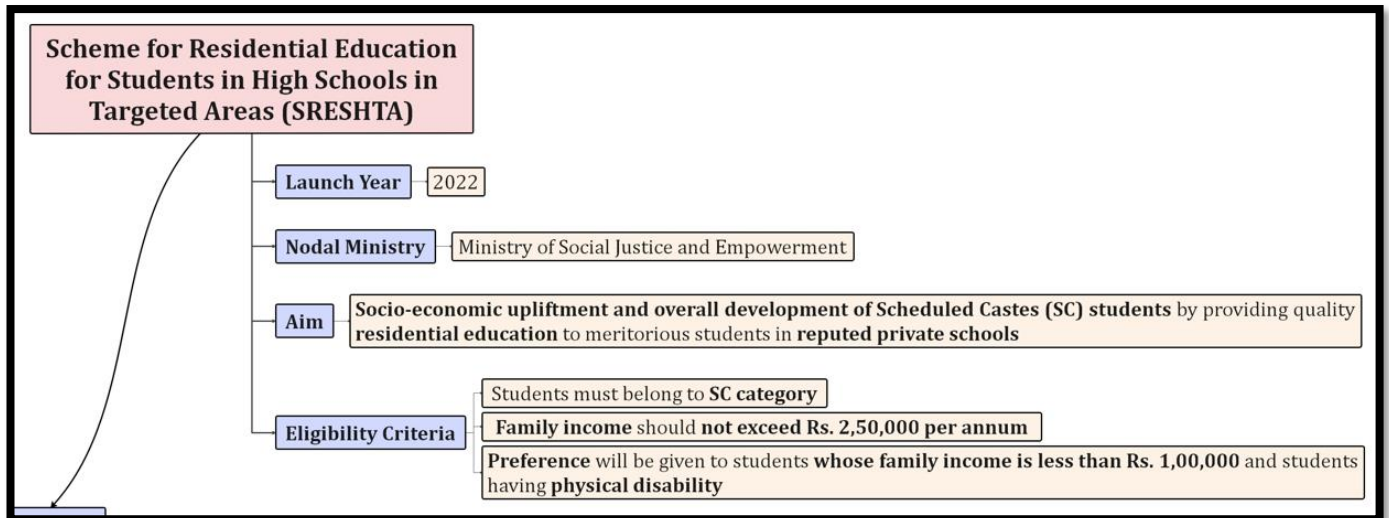 Scheme for Residential Education
for Students in High Schools in
Targeted Areas (SRESHTA)
Launch Year
2022
Nodal Ministry
Ministry of Social Justice and Empowerment
Aim
Socio-economic upliftment and overall development of Scheduled Castes (SC) students by providing quality
residential education to meritorious students in reputed private schools
Eligibility Criteria
Students must belong to SC category
Family income should not exceed Rs. 2,50,000 per annum
Preference will be given to students whose family income is less than Rs. 1,00,000 and students
having physical disability